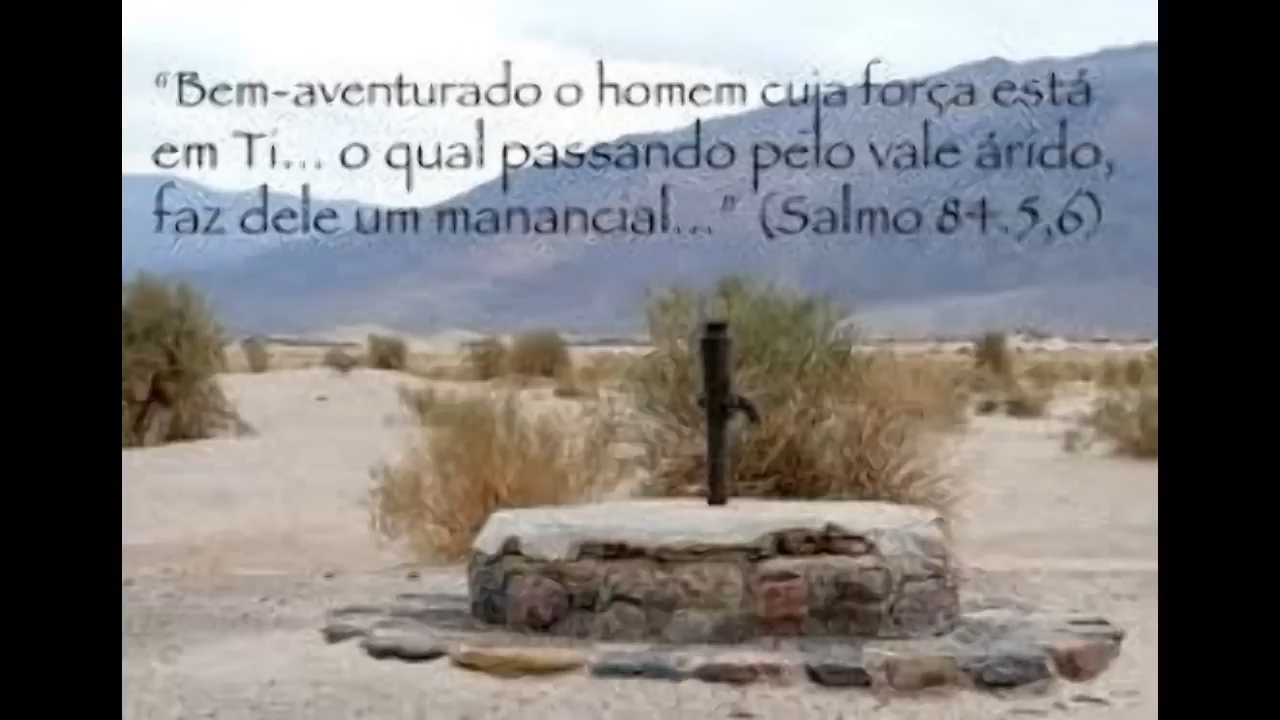 “Bem-aventurado o homem cuja força está
em Ti... o qual passando pelo vale árido,
faz dele um manancial...” (Salmo 84.5,6)